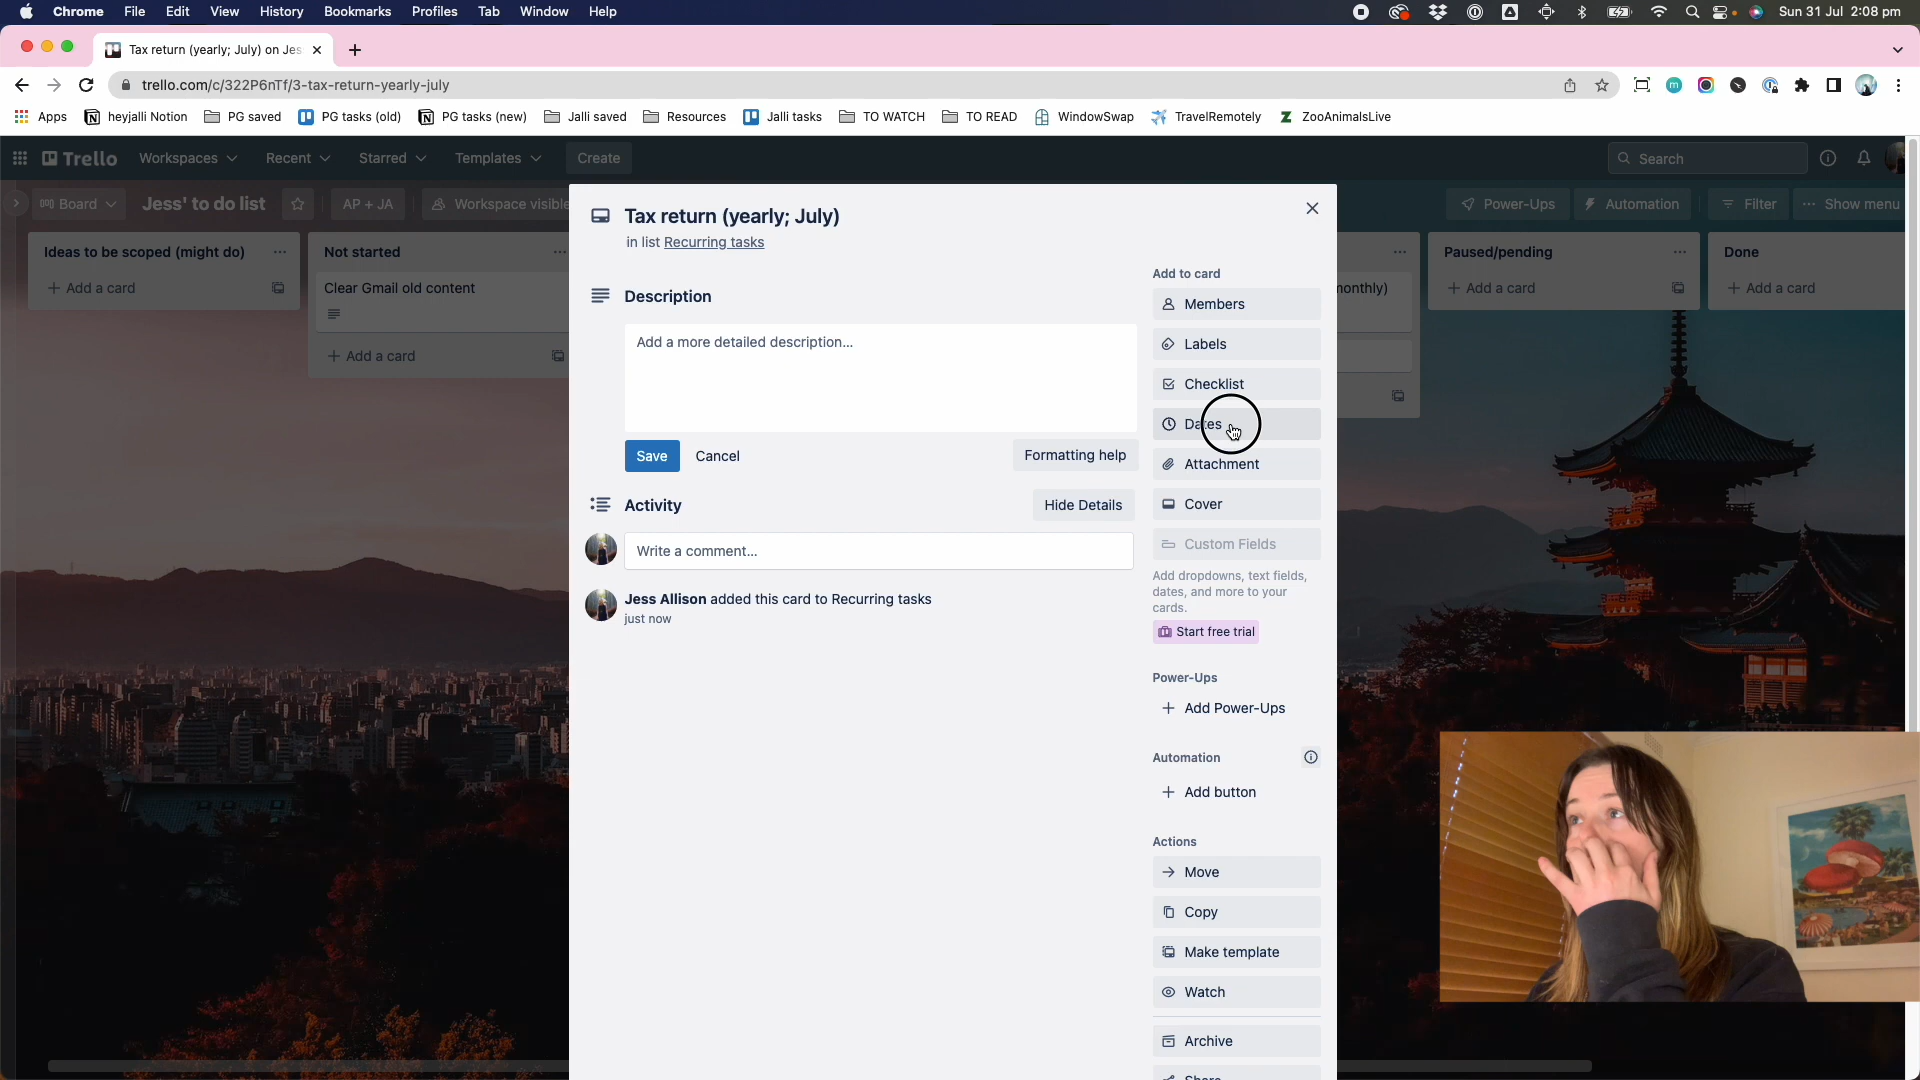 Chrome File Edit View History Bookmarks Profiles Tab Window Help Sun 31 Jul 2:08 pm
Tax return (yearly; July) on Jes
trello.com/c/322P6nTf/3-tax-return-yearly-july
Apps heyjalli Notion PG saved PG tasks (old) PG tasks (new) Jalli saved Resources Jalli tasks TO WATCH TO READ WindowSwap TravelRemotely ZooAnimalsLive
Trello Workspaces Recent Starred Templates Create Search
Board Jess' to do list AP + JA Workspace visible Power-Ups Automation Filter Show menu
Ideas to be scoped (might do)
+ Add a card
Not started
Clear Gmail old content
+ Add a card
Tax return (yearly; July)
in list Recurring tasks
Description
Add a more detailed description...
Save Cancel Formatting help
Activity Hide Details
Write a comment...
Jess Allison added this card to Recurring tasks
just now
Add to card
Members
Labels
Checklist
Dates
Attachment
Cover
Custom Fields
Add dropdowns, text fields,
dates, and more to your
cards.
Start free trial
Power-Ups
+ Add Power-Ups
Automation
+ Add button
Actions
Move
Copy
Make template
Watch
Archive
Share
onthly)
Paused/pending
+ Add a card
Done
+ Add a card